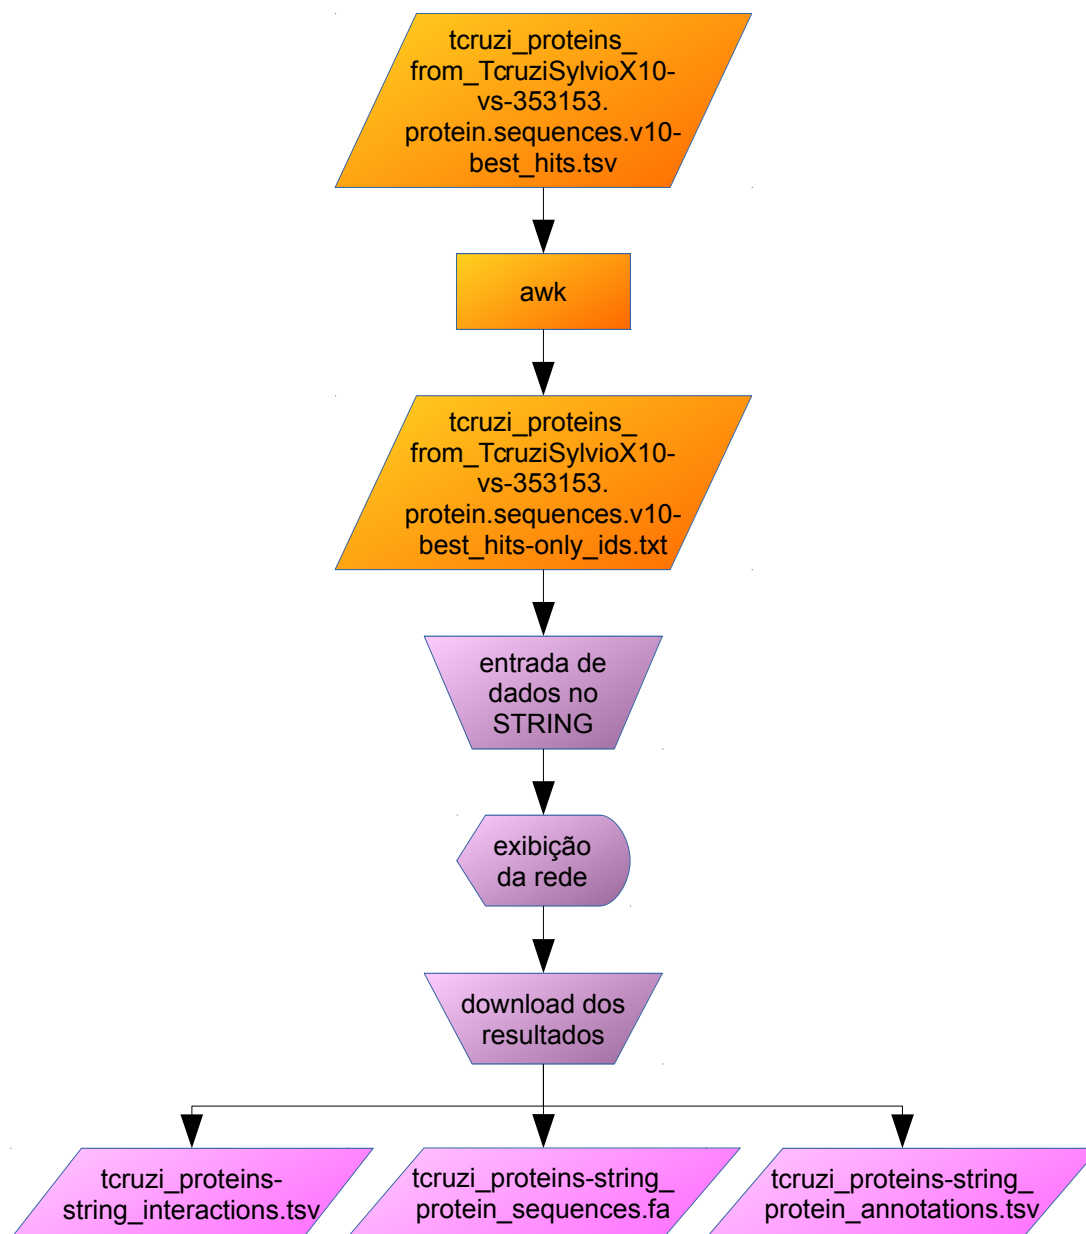 tcruzi_proteins_
from_TcruziSylvioX10-
vs-353153.
protein.sequences.v10-
best_hits.tsv
awk
tcruzi_proteins_
from_TcruziSylvioX10-
vs-353153.
protein.sequences.v10-
best_hits-only_ids.txt
entrada de
dados no
STRING
exibição
da rede
download dos
resultados
tcruzi_proteins-
string_interactions.tsv
tcruzi_proteins-string_
protein_sequences.fa
tcruzi_proteins-string_
protein_annotations.tsv